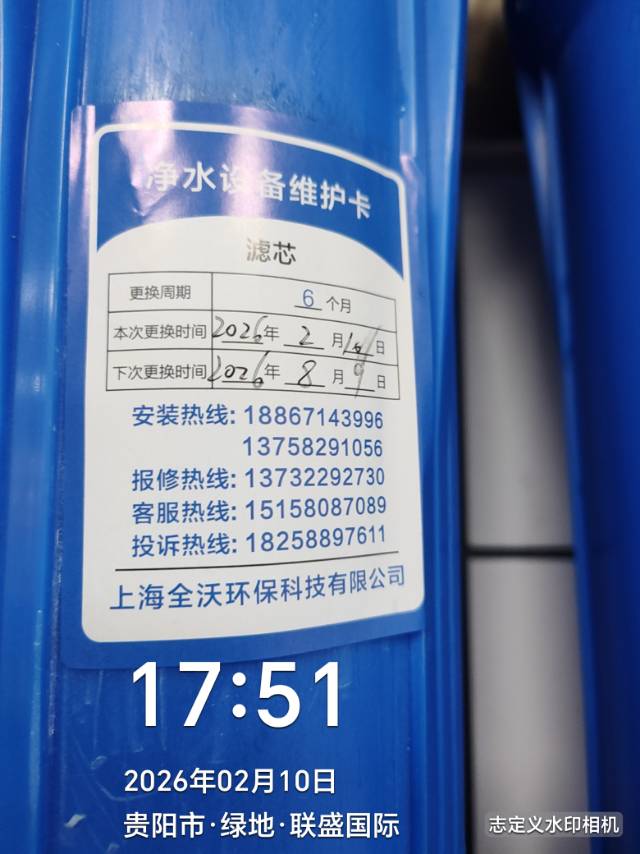 净水设备维护卡
滤芯
更换周期 6 个月
本次更换时间 2026年 2 月 10 日
下次更换时间 2026年 8 月 9 日
安装热线: 18867143996
13758291056
报修热线: 13732292730
客服热线: 15158087089
投诉热线: 18258897611
上海全沃环保科技有限公司
17:51
2026年02月10日
贵阳市·绿地·联盛国际
志定义水印相机